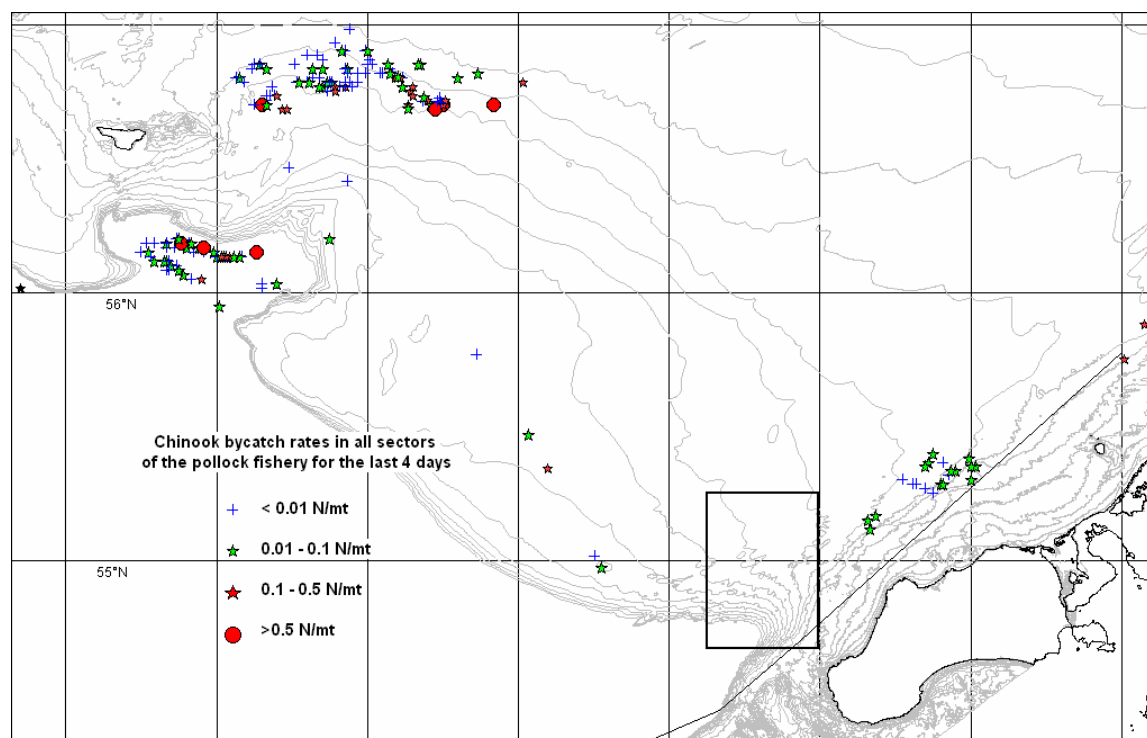 56°N
Chinook bycatch rates in all sectors
of the pollock fishery for the last 4 days
< 0.01 N/mt
0.01 - 0.1 N/mt
55°N
0.1 - 0.5 N/mt
>0.5 N/mt